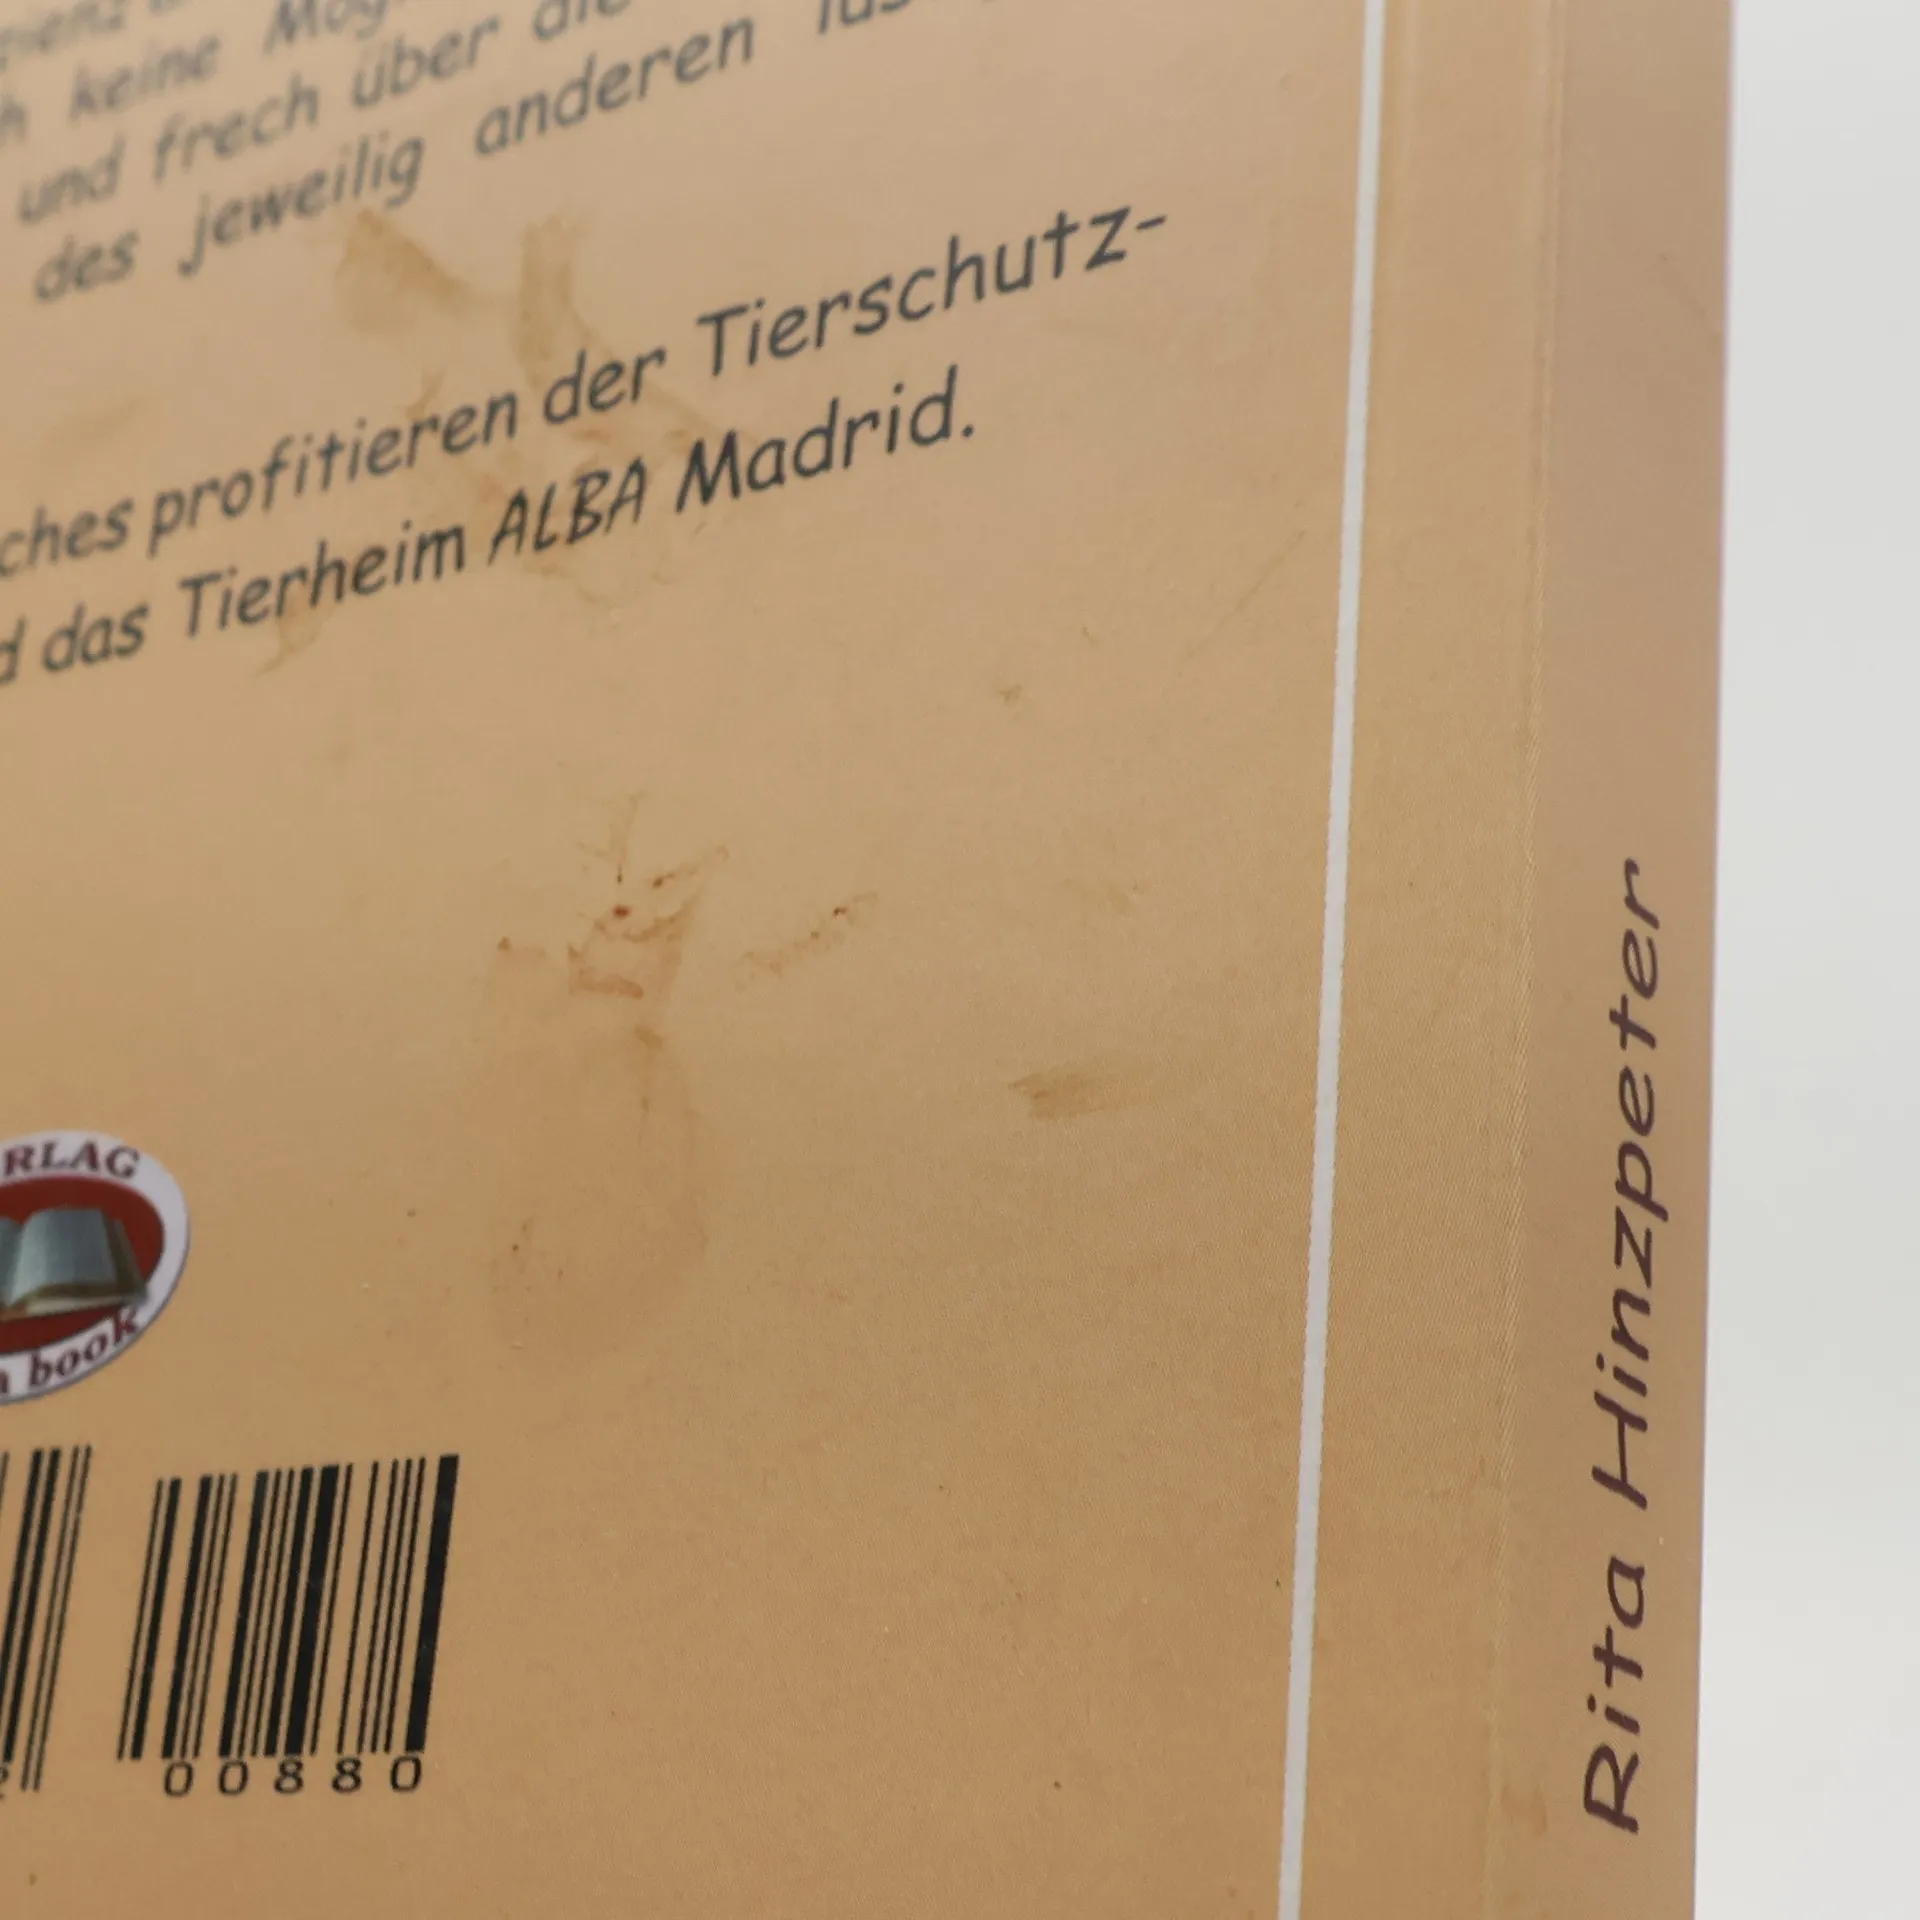 keine
und frech über die
des jeweilig anderen
ches profitieren der Tierschutz-
d das Tierheim ALBA Madrid.
RLAG
a book
00880
Rita Hinzpeter